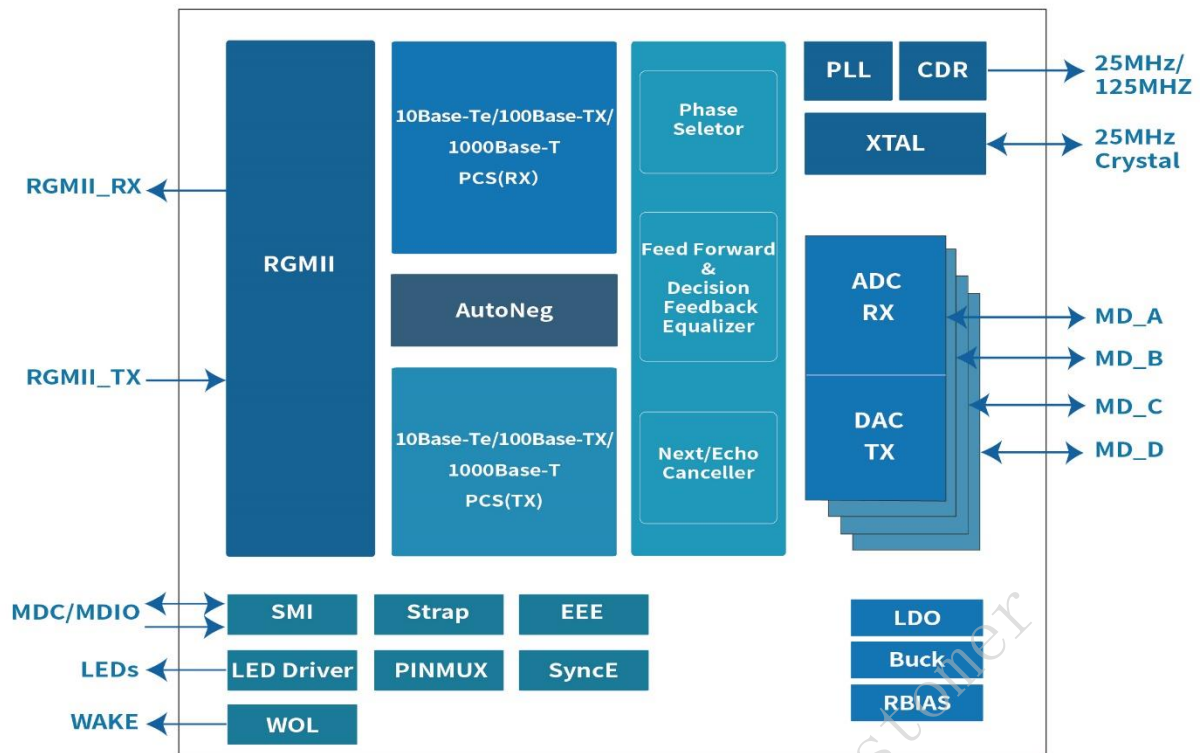 PLL
CDR
25MHz/
125MHZ
10Base-Te/100Base-TX/
1000Base-T
PCS(RX)
Phase
Seletor
XTAL
25MHz
Crystal
RGMII_RX
RGMII
Feed Forward
&
Decision
Feedback
Equalizer
ADC
RX
AutoNeg
MD_A
MD_B
RGMII_TX
MD_C
DAC
TX
MD_D
10Base-Te/100Base-TX/
1000Base-T
PCS(TX)
Next/Echo
Canceller
MDC/MDIO
SMI
Strap
EEE
LDO
LEDs
LED Driver
PINMUX
SyncE
Buck
WAKE
WOL
RBIAS